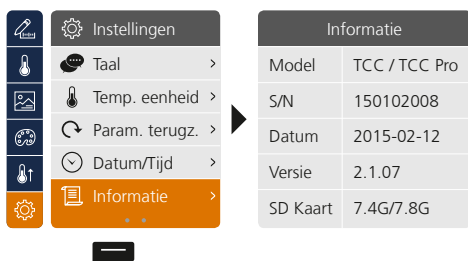 Instellingen
Taal
Temp. eenheid
Param. terugz.
Datum/Tijd
Informatie
Informatie
Model TCC / TCC Pro
S/N 150102008
Datum 2015-02-12
Versie 2.1.07
SD Kaart 7.4G/7.8G